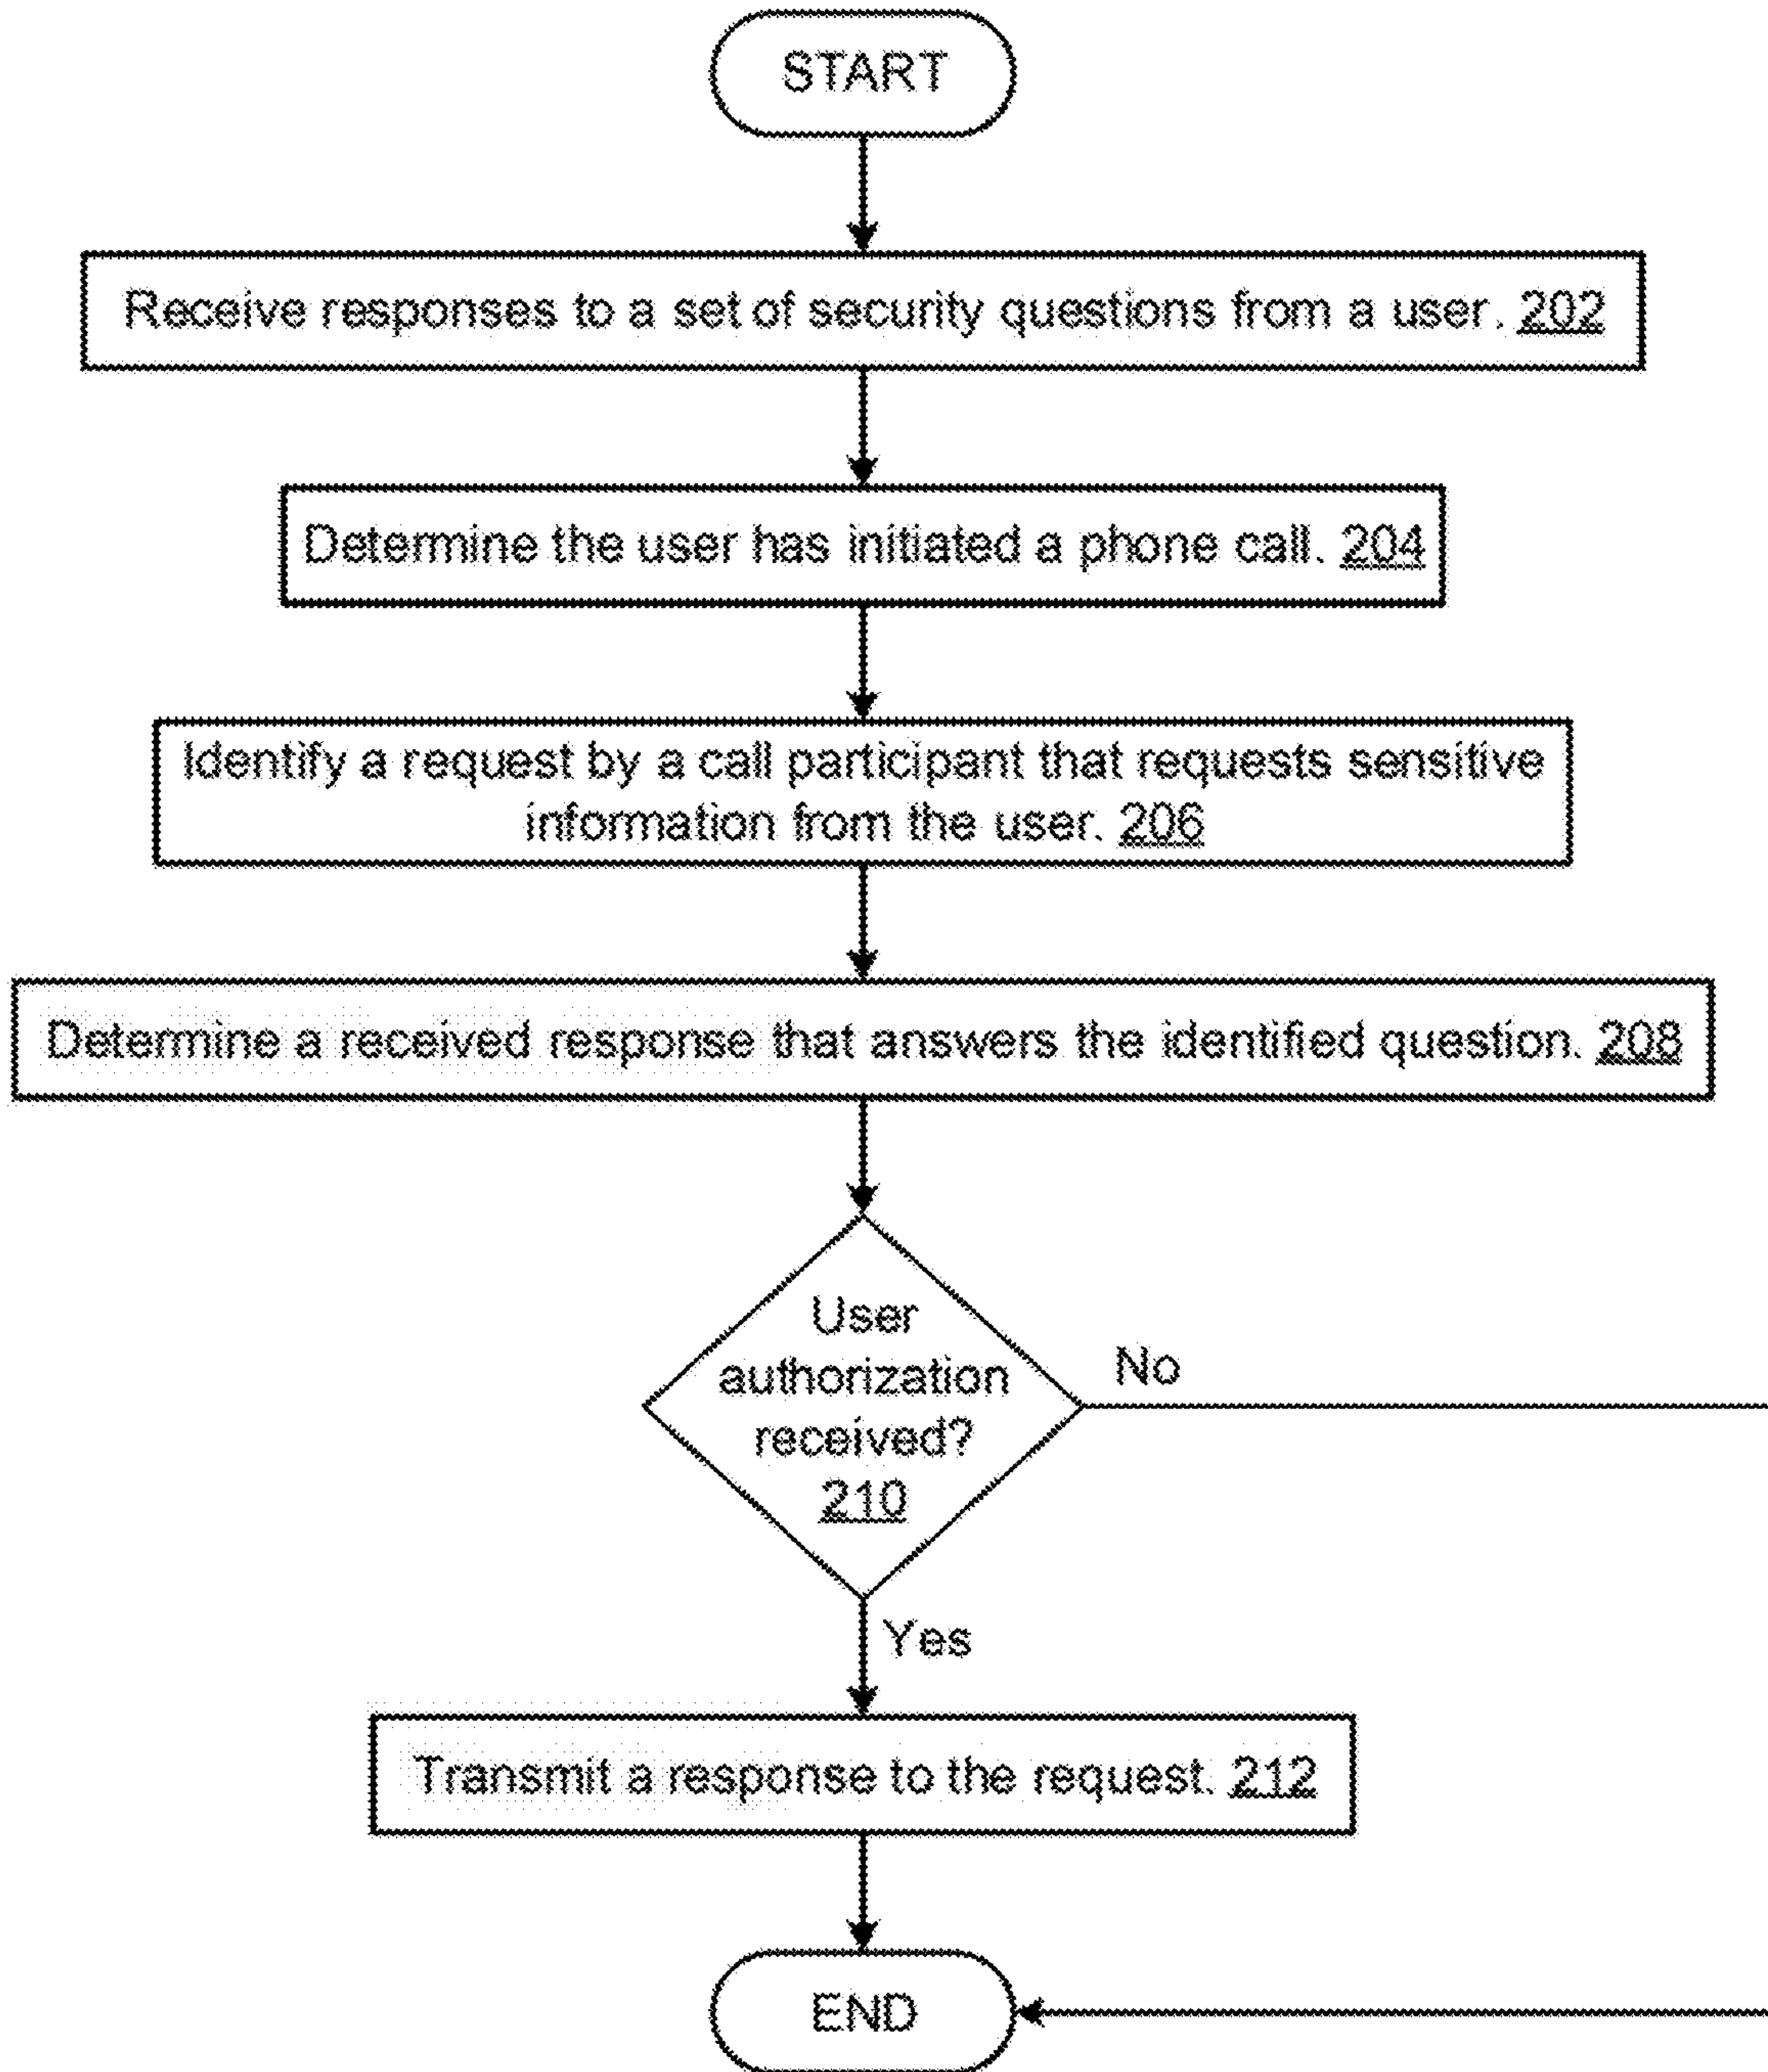 START
Receive responses to a set of security questions from a user. 202
Determine the user has initiated a phone call. 204
Identify a request by a call participant that requests sensitive
information from the user. 206
Determine a received response that answers the identified question. 208
User
authorization
received?
210
No
Yes
Transmit a response to the request. 212
END